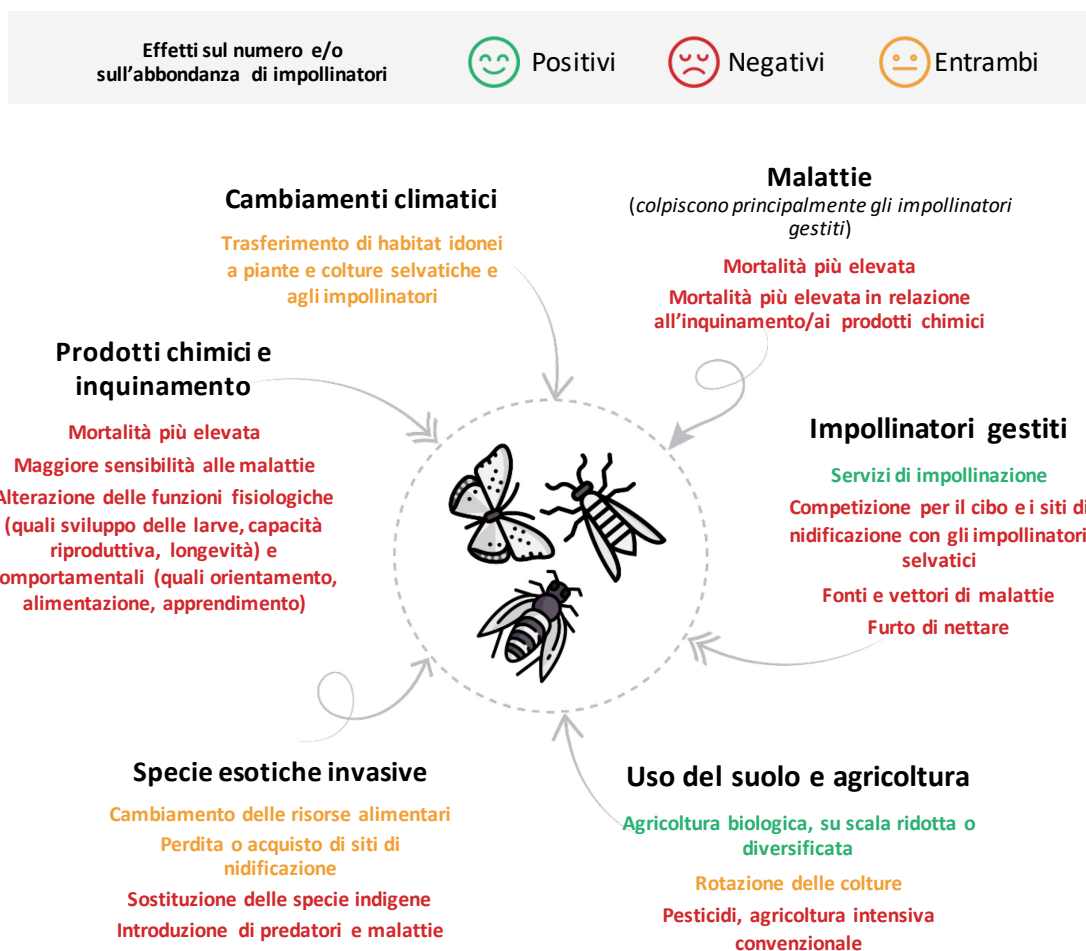 Effetti sul numero e/o
sull'abbondanza di impollinatori
Positivi
Negativi
Entrambi
Cambiamenti climatici
Trasferimento di habitat idonei
a piante e colture selvatiche e
agli impollinatori
Malattie
(colpiscono principalmente gli impollinatori
gestiti)
Mortalità più elevata
Mortalità più elevata in relazione
all'inquinamento/ai prodotti chimici
Prodotti chimici e
inquinamento
Mortalità più elevata
Maggiore sensibilità alle malattie
Alterazione delle funzioni fisiologiche
(quali sviluppo delle larve, capacità
riproduttiva, longevità) e
omportamentali (quali orientamento,
alimentazione, apprendimento)
Impollinatori gestiti
Servizi di impollinazione
Competizione per il cibo e i siti di
nidificazione con gli impollinatori
selvatici
Fonti e vettori di malattie
Furto di nettare
Specie esotiche invasive
Cambiamento delle risorse alimentari
Perdita o acquisto di siti di
nidificazione
Sostituzione delle specie indigene
Introduzione di predatori e malattie
Uso del suolo e agricoltura
Agricoltura biologica, su scala ridotta o
diversificata
Rotazione delle colture
Pesticidi, agricoltura intensiva
convenzionale